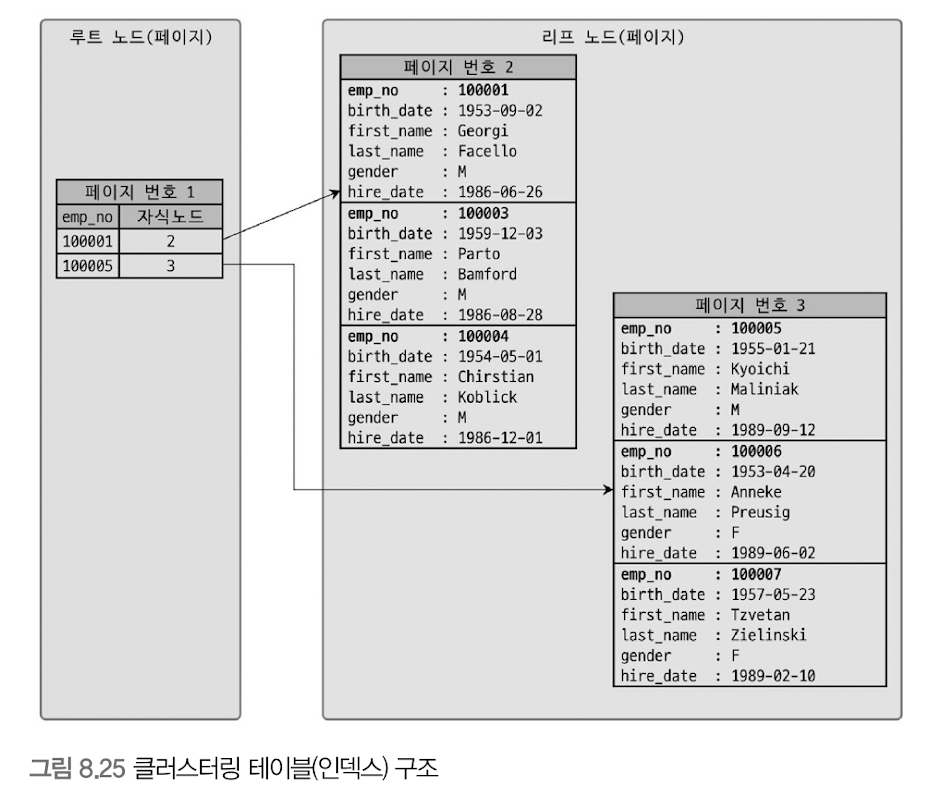 루트 노드(페이지)
페이지 번호 1
emp_no 자식노드
100001 2
100005 3
리프 노드(페이지)
페이지 번호 2
emp_no : 100001
birth_date : 1953-09-02
first_name : Georgi
last_name : Facello
gender : M
hire_date : 1986-06-26
emp_no : 100003
birth_date : 1959-12-03
first_name : Parto
last_name : Bamford
gender : M
hire_date : 1986-08-28
emp_no : 100004
birth_date : 1954-05-01
first_name : Chirstian
last_name : Koblick
gender : M
hire_date : 1986-12-01
페이지 번호 3
emp_no : 100005
birth_date : 1955-01-21
first_name : Kyoichi
last_name : Maliniak
gender : M
hire_date : 1989-09-12
emp_no : 100006
birth_date : 1953-04-20
first_name : Anneke
last_name : Preusig
gender : F
hire_date : 1989-06-02
emp_no : 100007
birth_date : 1957-05-23
first_name : Tzvetan
last_name : Zielinski
gender : F
hire_date : 1989-02-10
그림 8.25 클러스터링 테이블(인덱스) 구조